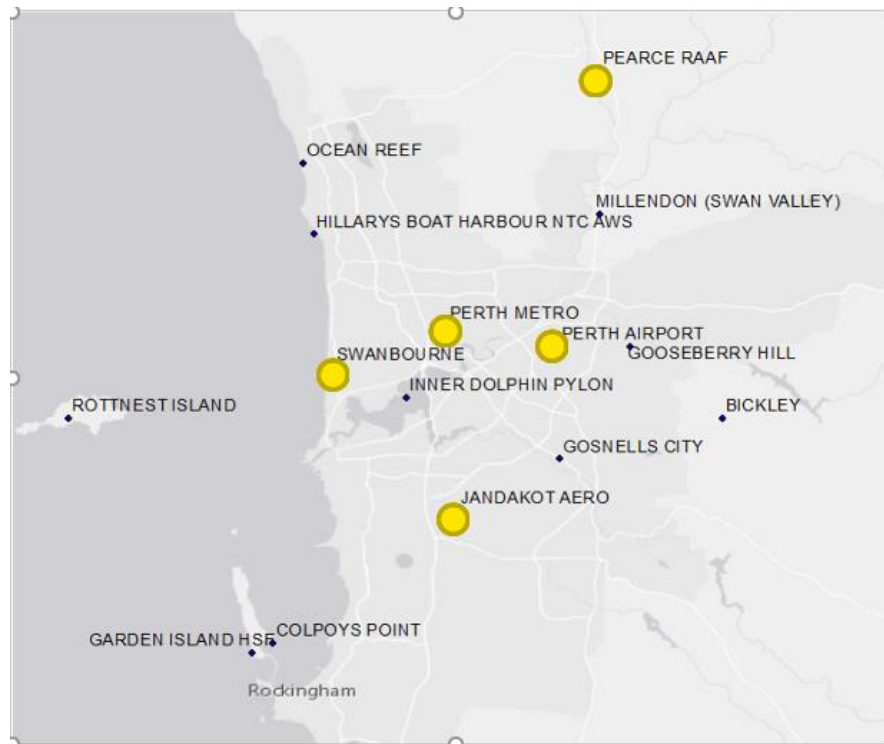 PEARCE RAAF
OCEAN REEF
MILLENDON (SWAN VALLEY)
HILLARYS BOAT HARBOUR NTC AWS
PERTH METRO
PERTH AIRPORT
SWANBOURNE
GOOSEBERRY HILL
INNER DOLPHIN PYLON
ROTTNEST ISLAND
BICKLEY
GOSNELLS CITY
JANDAKOT AERO
COLPOYS POINT
GARDEN ISLAND HSF
Rockingham